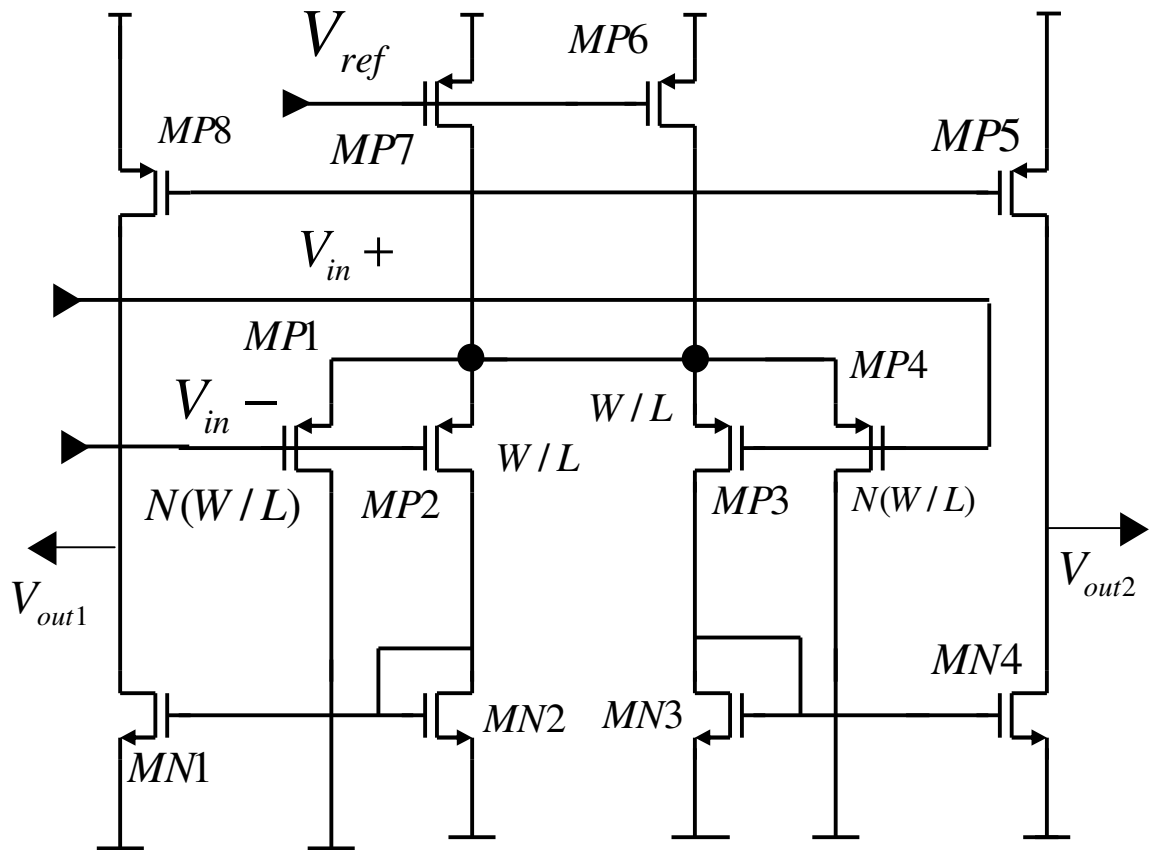 V_ref
MP6
MP8
MP7
MP5
V_in +
MP1
MP4
V_in −
W / L
W / L
N(W / L)
MP2
MP3
N(W / L)
V_out1
V_out2
MN4
MN2
MN3
MN1